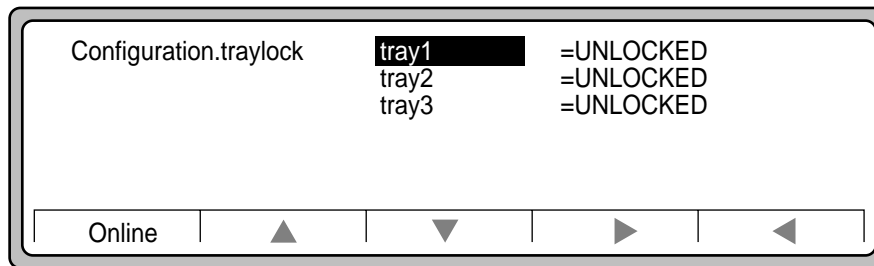 Configuration.traylock tray1 =UNLOCKED
tray2 =UNLOCKED
tray3 =UNLOCKED
Online